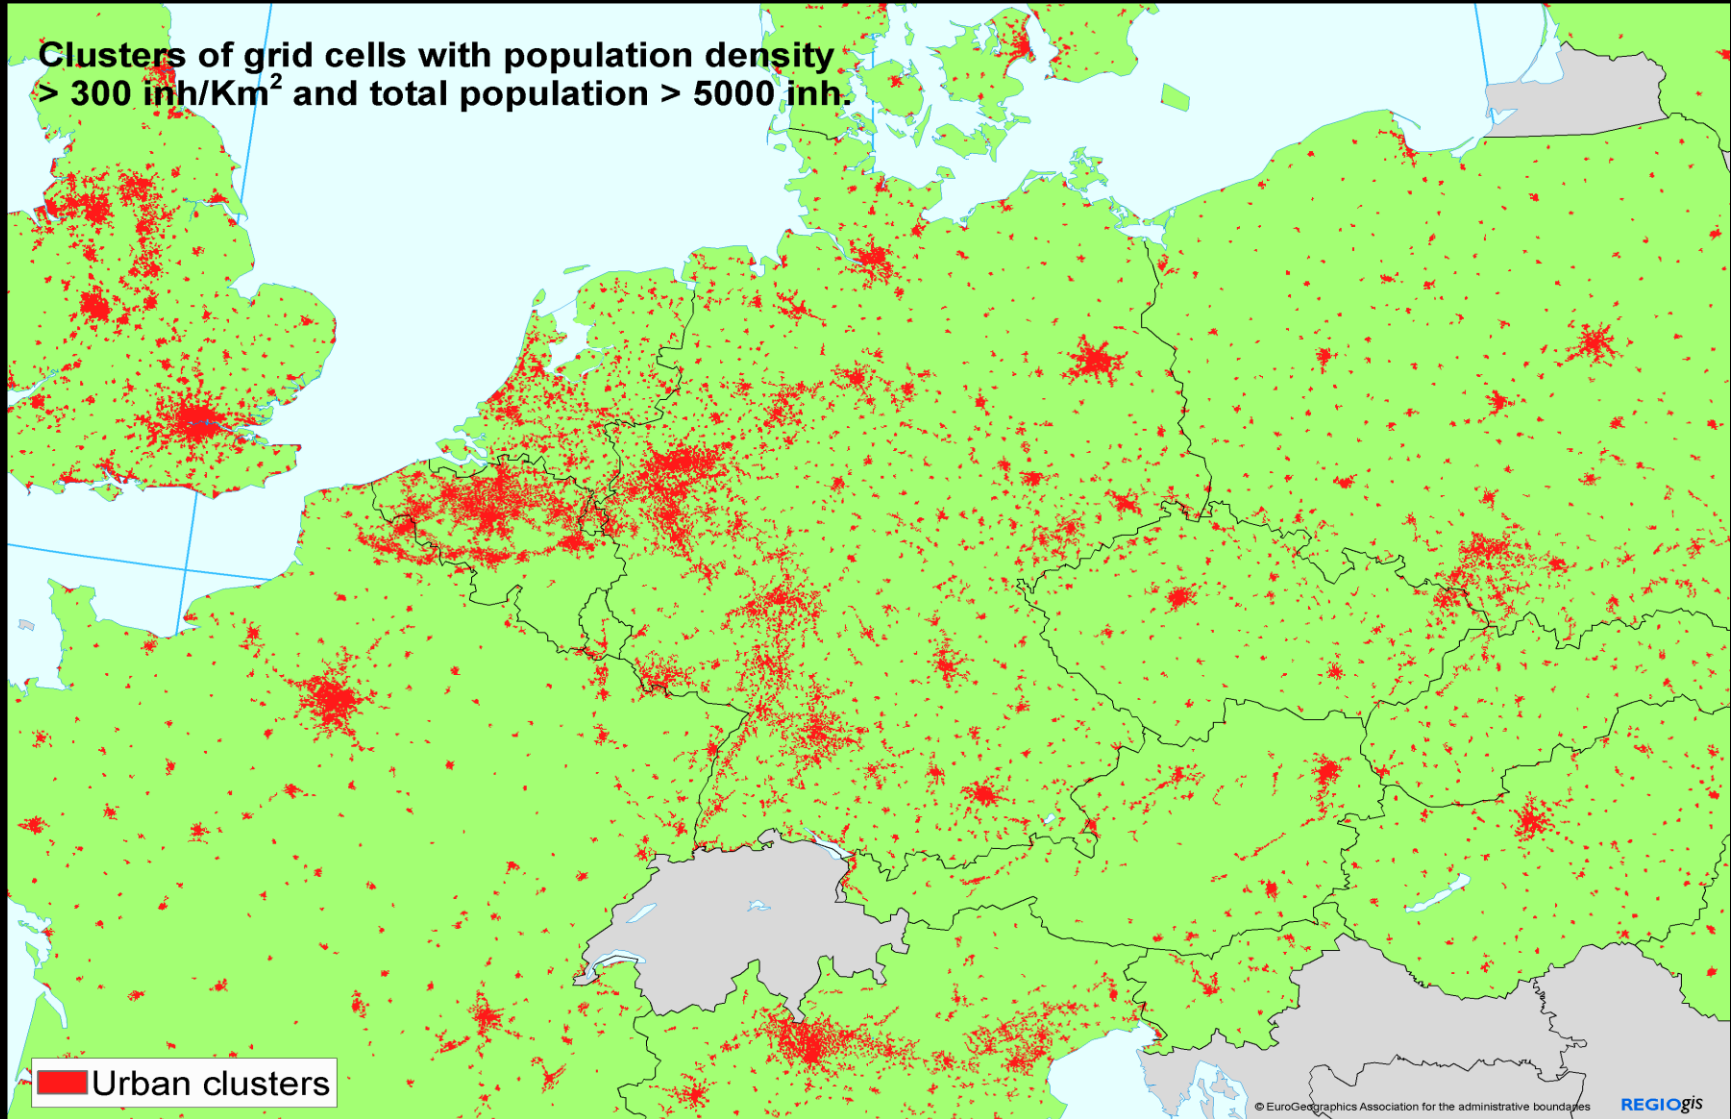 Clusters of grid cells with population density
> 300 inh/Km² and total population > 5000 inh.
Urban clusters
© EuroGeographics Association for the administrative boundaries
REGIOgis